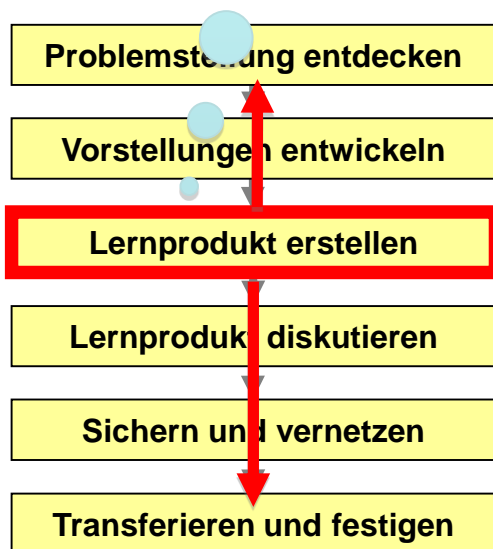 Problemstellung entdecken
Vorstellungen entwickeln
Lernprodukt erstellen
Lernprodukt diskutieren
Sichern und vernetzen
Transferieren und festigen